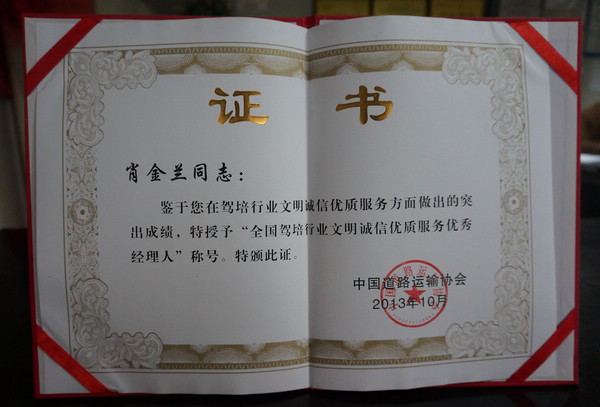 证书
肖金兰同志：
鉴于您在驾培行业文明诚信优质服务方面做出的突
出成绩，特授予“全国驾培行业文明诚信优质服务优秀
经理人”称号。特颁此证。
中国道路运输协会
2013年10月